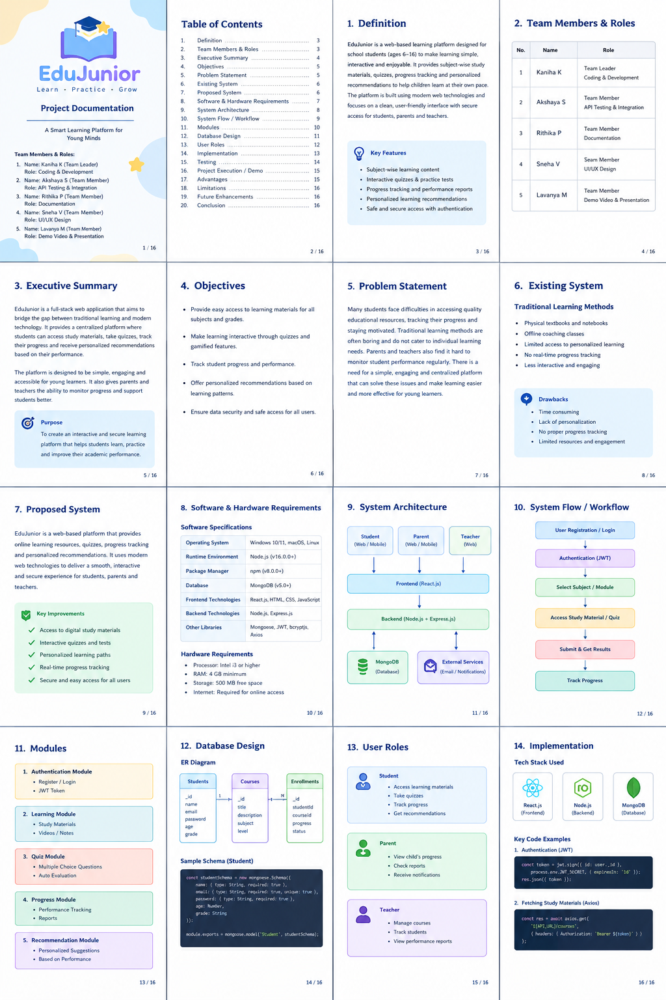 EduJunior
Learn · Practice · Grow
Project Documentation
A Smart Learning Platform for
Young Minds
Team Members & Roles:
1. Name: Kaniha K (Team Leader)
Role: Coding & Development
2. Name: Akshaya S (Team Member)
Role: API Testing & Integration
3. Name: Rithika P (Team Member)
Role: Documentation
4. Name: Sneha V (Team Member)
Role: UI/UX Design
5. Name: Lavanya M (Team Member)
Role: Demo Video & Presentation
1 / 16
Table of Contents
1. Definition 3
2. Team Members & Roles 3
3. Executive Summary 4
4. Objectives 5
5. Problem Statement 5
6. Existing System 6
7. Proposed System 6
8. Software & Hardware Requirements 7
9. System Architecture 8
10. System Flow / Workflow 9
11. Modules 10
12. Database Design 11
13. User Roles 12
14. Implementation 13
15. Testing 14
16. Project Execution / Demo 15
17. Advantages 15
18. Limitations 16
19. Future Enhancements 16
20. Conclusion 16
2 / 16
1. Definition
EduJunior is a web-based learning platform designed for
school students (ages 6–16) to make learning simple,
interactive and enjoyable. It provides subject-wise study
materials, quizzes, progress tracking and personalized
recommendations to help children learn at their own pace.
The platform is built using modern web technologies and
focuses on a clean, user-friendly interface with secure
access for students, parents and teachers.
Key Features
• Subject-wise learning content
• Interactive quizzes & practice tests
• Progress tracking and performance reports
• Personalized learning recommendations
• Safe and secure access with authentication
3 / 16
2. Team Members & Roles
No. Name Role
1 Kaniha K Team Leader
Coding & Development
2 Akshaya S Team Member
API Testing & Integration
3 Rithika P Team Member
Documentation
4 Sneha V Seam Member
UI/UX Design
5 Lavanya M Team Member
Demo Video & Presentation
4 / 16
3. Executive Summary
EduJunior is a full-stack web application that aims to
bridge the gap between traditional learning and modern
technology. It provides a centralized platform where
students can access study materials, take quizzes, track
their progress and receive personalized recommendations
based on their performance.
The platform is designed to be simple, engaging and
accessible for young learners. It also gives parents and
teachers the ability to monitor progress and support
students better.
Purpose
To create an interactive and secure learning
platform that helps students learn, practice
and improve their academic performance.
5 / 16
4. Objectives
• Provide easy access to learning materials for all
subjects and grades.
• Make learning interactive through quizzes and
gamified features.
• Track student progress and performance.
• Offer personalized recommendations based on
learning patterns.
• Ensure data security and safe access for all users.
6 / 16
5. Problem Statement
Many students face difficulties in accessing quality
educational resources, tracking their progress and
staying motivated. Traditional learning methods are
often boring and do not cater to individual learning
needs. Parents and teachers also find it hard to
monitor student performance regularly. There is a
need for a simple, engaging and centralized platform
that can solve these issues and make learning easier
and more effective for young learners.
7 / 16
6. Existing System
Traditional Learning Methods
• Physical textbooks and notebooks
• Offline coaching classes
• Limited access to personalized learning
• No real-time progress tracking
• Less interactive and engaging
Drawbacks
• Time consuming
• Lack of personalization
• No proper progress tracking
• Limited resources and engagement
8 / 16
7. Proposed System
EduJunior is a web-based platform that provides
online learning resources, quizzes, progress tracking
and personalized recommendations. It uses modern
web technologies to deliver a smooth, interactive
and secure experience for students, parents and
teachers.
Key Improvements
✓ Access to digital study materials
✓ Interactive quizzes and tests
✓ Personalized learning paths
✓ Real-time progress tracking
✓ Secure and easy access for all users
9 / 16
8. Software & Hardware Requirements
Software Specifications
Operating System Windows 10/11, macOS, Linux
Runtime Environment Node.js (v16.0.0+)
Package Manager npm (v8.0.0+)
Database MongoDB (v5.0+)
Frontend Technologies React.js, HTML, CSS, JavaScript
Backend Technologies Node.js, Express.js
Other Libraries Mongoese, JWT, bcryptjs,
Axios
Hardware Requirements
• Processor: Intel i3 or higher
• RAM: 4 GB minimum
• Storage: 500 MB free space
• Internet: Required for online access
10 / 16
9. System Architecture
Student Parent Teacher
(Web / Mobile) (Web / Mobile) (Web)
Frontend (React.js)
Backend (Node.js + Express.js)
MongoDB External Services
(Database) (Email / Notifications)
11 / 16
10. System Flow / Workflow
User Registration / Login
Authentication (JWT)
Select Subject / Module
Access Study Material / Quiz
Submit & Get Results
Track Progress
12 / 16
11. Modules
1. Authentication Module
• Register / Login
• JWT Token
2. Learning Module
• Study Materials
• Videos / Notes
3. Quiz Module
• Multiple Choice Questions
• Auto Evaluation
4. Progress Module
• Performance Tracking
• Reports
5. Recommendation Module
• Personalized Suggestions
• Based on Performance
13 / 16
12. Database Design
ER Diagram
Students Courses Enrollments
_id
name
email
password
age
grade
1
_id
title
description
subject
level
N
_id
studentId
courseId
progress
status
Sample Schema (Student)
const studentSchema = new mongoese.Schema({
name: { type: String, required: true },
email: { type: String, required: true, unique: true },
password: { type: String, required: true },
age: Number,
grade: String
});
module.exports = mongoose.model('Student', studentSchema);
14 / 16
13. User Roles
Student
• Access learning materials
• Take quizzes
• Track progress
• Get recommendations
Parent
• View child's progress
• Check reports
• Receive notifications
Teacher
• Manage courses
• Track students
• View performance reports
15 / 16
14. Implementation
Tech Stack Used
React.js Node.js MongoDB
(Frontend) (Backend) (Database)
Key Code Examples
1. Authentication (JWT)
const token = jwt.sign({ id: user._id },
process.env.JWT_SECRET, { expiresIn: '1d' });
res.json({ token });
2. Fetching Study Materials (Axios)
const res = await axios.get(
{ headers: { Authorization: `Bearer ${token}` } }
);
16 / 16